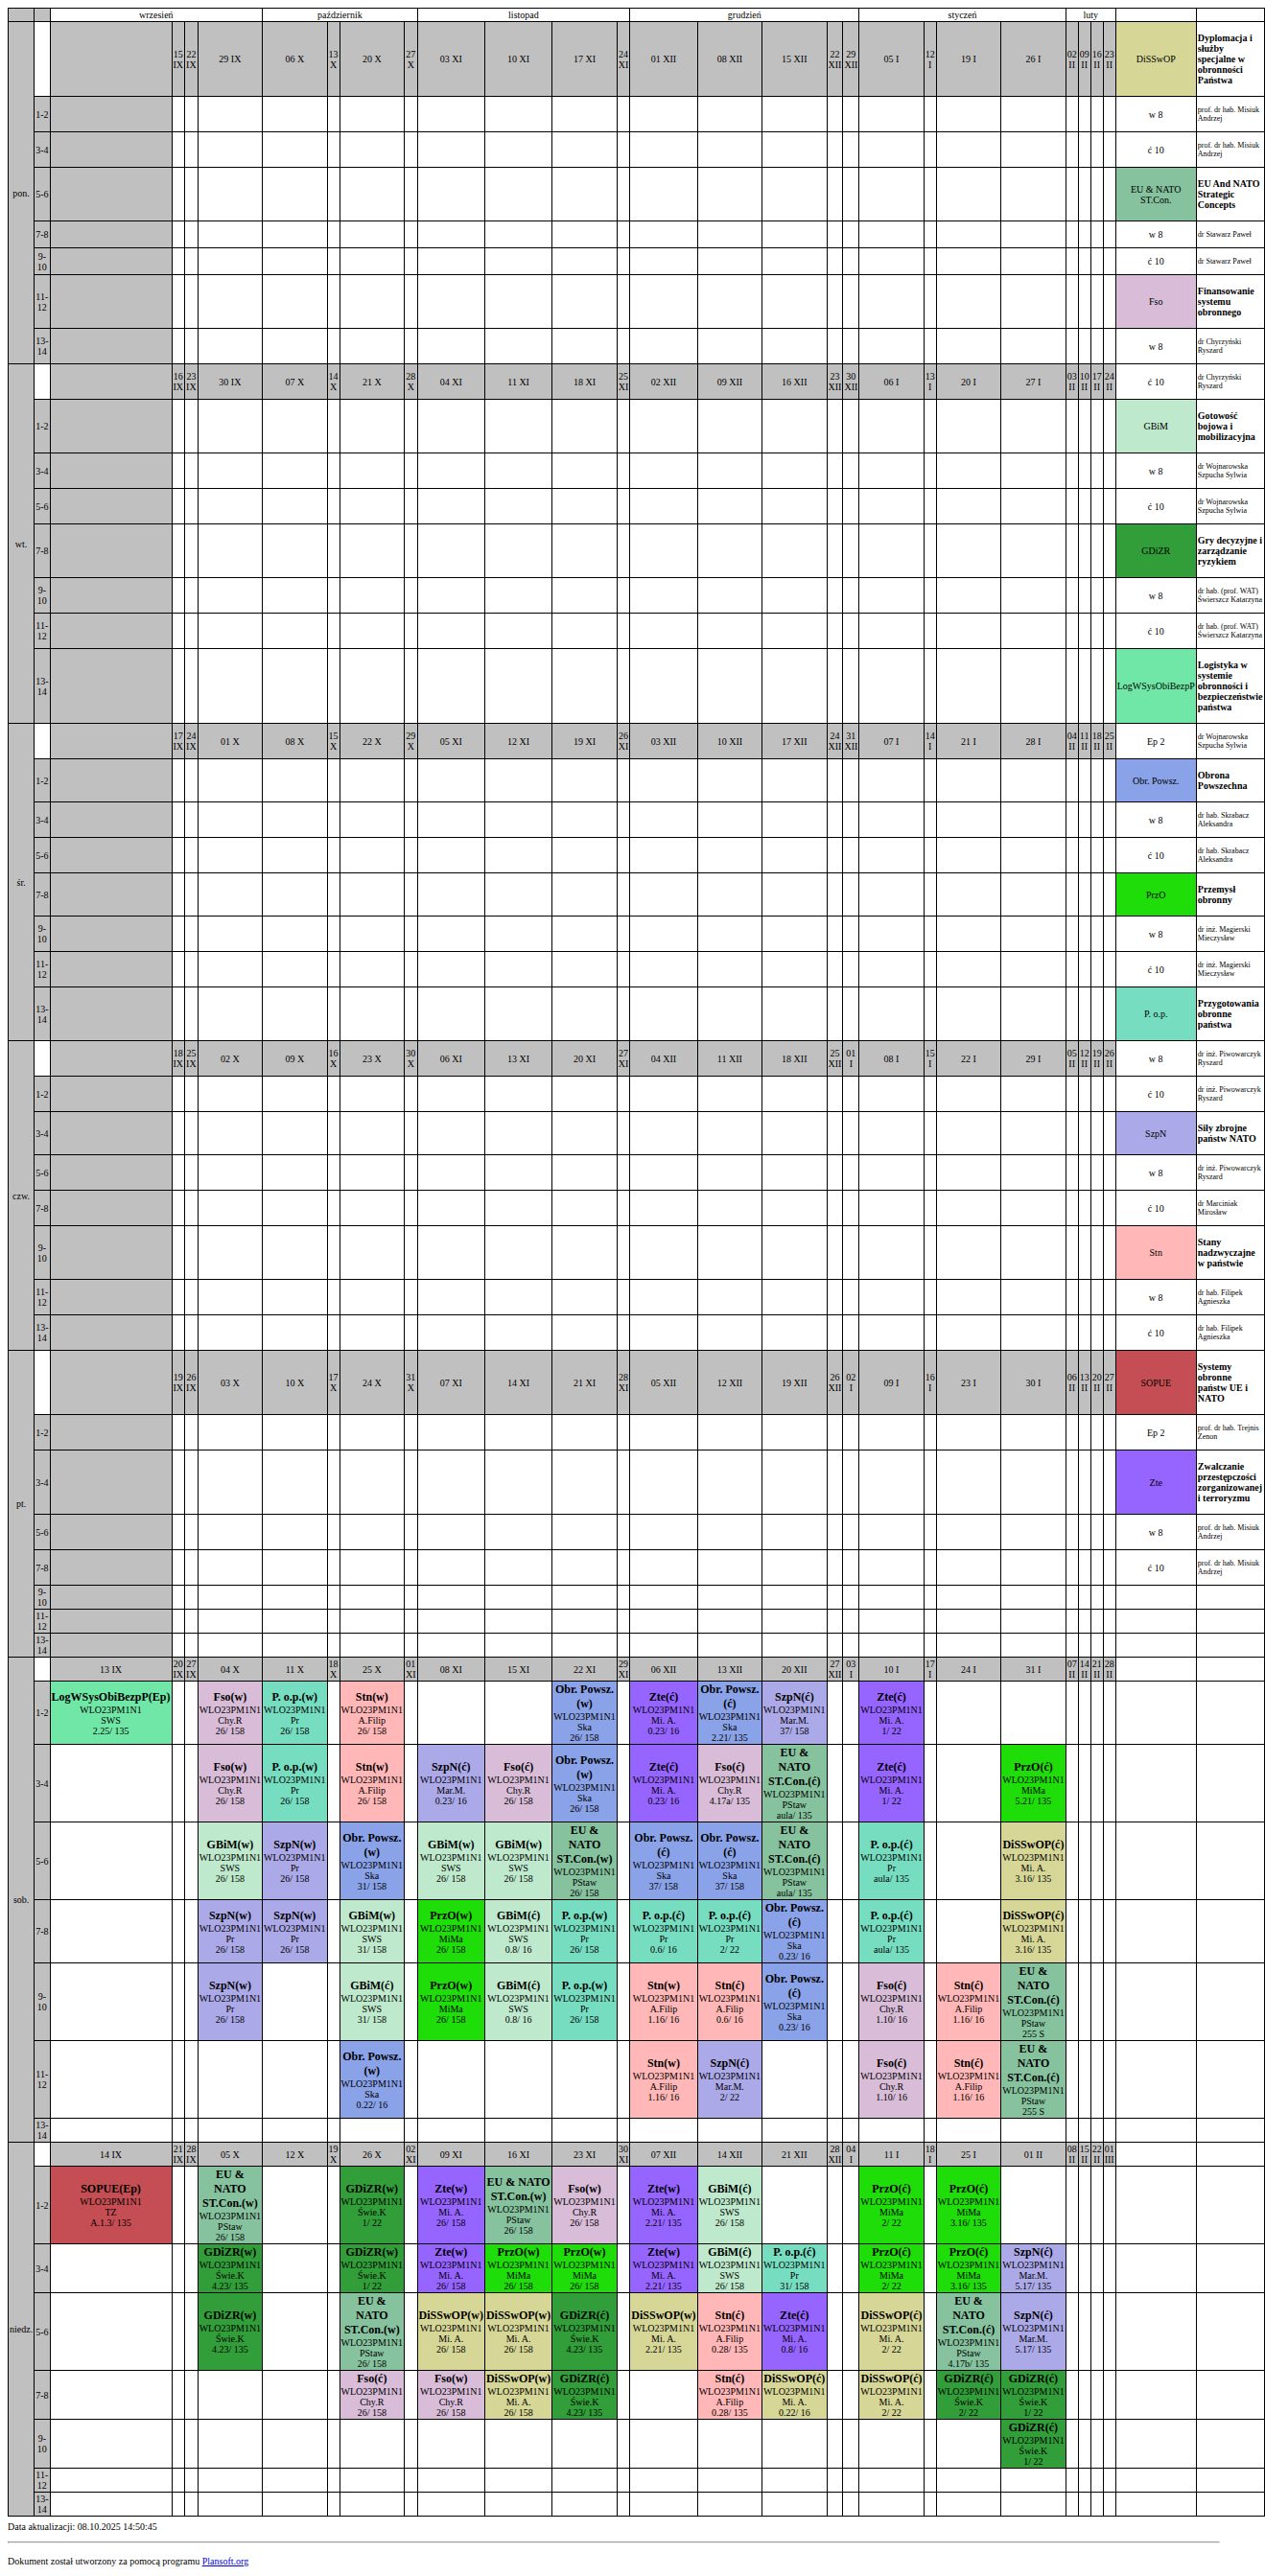 wrzesień październik listopad grudzień styczeń luty
pon. 15 IX 22 IX 29 IX 06 X 13 X 20 X 27 X 03 XI 10 XI 17 XI 24 XI 01 XII 08 XII 15 XII 22 XII 29 XII 05 I 12 I 19 I 26 I 02 II 09 II 16 II 23 II DiSSwOP Dyplomacja i służby specjalne w obronności Państwa
1-2 w 8 prof. dr hab. Misiuk Andrzej
3-4 ć 10 prof. dr hab. Misiuk Andrzej
5-6 EU & NATO ST.Con. EU And NATO Strategic Concepts
7-8 w 8 dr Stawarz Paweł
9-10 ć 10 dr Stawarz Paweł
11-12 Fso Finansowanie systemu obronnego
13-14 w 8 dr Chyrzyński Ryszard
wt. 16 IX 23 IX 30 IX 07 X 14 X 21 X 28 X 04 XI 11 XI 18 XI 25 XI 02 XII 09 XII 16 XII 23 XII 30 XII 06 I 13 I 20 I 27 I 03 II 10 II 17 II 24 II ć 10 dr Chyrzyński Ryszard
1-2 GBiM Gotowość bojowa i mobilizacyjna
3-4 w 8 dr Wojnarowska Szpucha Sylwia
5-6 ć 10 dr Wojnarowska Szpucha Sylwia
7-8 GDiZR Gry decyzyjne i zarządzanie ryzykiem
9-10 w 8 dr hab. (prof. WAT) Świerszcz Katarzyna
11-12 ć 10 dr hab. (prof. WAT) Świerszcz Katarzyna
13-14 LogWSysObiBezpP Logistyka w systemie obronności i bezpieczeństwie państwa
śr. 17 IX 24 IX 01 X 08 X 15 X 22 X 29 X 05 XI 12 XI 19 XI 26 XI 03 XII 10 XII 17 XII 24 XII 31 XII 07 I 14 I 21 I 28 I 04 II 11 II 18 II 25 II Ep 2 dr Wojnarowska Szpucha Sylwia
1-2 Obr. Powsz. Obrona Powszechna
3-4 w 8 dr hab. Skrabacz Aleksandra
5-6 ć 10 dr hab. Skrabacz Aleksandra
7-8 PrzO Przemysł obronny
9-10 w 8 dr inż. Magierski Mieczysław
11-12 ć 10 dr inż. Magierski Mieczysław
13-14 P. o.p. Przygotowania obronne państwa
czw. 18 IX 25 IX 02 X 09 X 16 X 23 X 30 X 06 XI 13 XI 20 XI 27 XI 04 XII 11 XII 18 XII 25 XII 01 I 08 I 15 I 22 I 29 I 05 II 12 II 19 II 26 II w 8 dr inż. Piwowarczyk Ryszard
1-2 ć 10 dr inż. Piwowarczyk Ryszard
3-4 SzpN Siły zbrojne państw NATO
5-6 w 8 dr inż. Piwowarczyk Ryszard
7-8 ć 10 dr Marciniak Mirosław
9-10 Stn Stany nadzwyczajne w państwie
11-12 w 8 dr hab. Filipek Agnieszka
13-14 ć 10 dr hab. Filipek Agnieszka
pt. 19 IX 26 IX 03 X 10 X 17 X 24 X 31 X 07 XI 14 XI 21 XI 28 XI 05 XII 12 XII 19 XII 26 XII 02 I 09 I 16 I 23 I 30 I 06 II 13 II 20 II 27 II SOPUE Systemy obronne państw UE i NATO
1-2 Ep 2 prof. dr hab. Trejnis Zenon
3-4 Zte Zwalczanie przestępczości zorganizowanej i terroryzmu
5-6 w 8 prof. dr hab. Misiuk Andrzej
7-8 ć 10 prof. dr hab. Misiuk Andrzej
9-10
11-12
13-14
sob. 13 IX 20 IX 27 IX 04 X 11 X 18 X 25 X 01 XI 08 XI 15 XI 22 XI 29 XI 06 XII 13 XII 20 XII 27 XII 03 I 10 I 17 I 24 I 31 I 07 II 14 II 21 II 28 II
1-2 LogWSysObiBezpP(Ep) WLO23PM1N1 SWS 2.25/ 135 Fso(w) WLO23PM1N1 Chy.R 26/ 158 P. o.p.(w) WLO23PM1N1 Pr 26/ 158 Stn(w) WLO23PM1N1 A.Filip 26/ 158 Obr. Powsz.(w) WLO23PM1N1 Ska 26/ 158 Zte(ć) WLO23PM1N1 Mi. A. 0.23/ 16 Obr. Powsz.(ć) WLO23PM1N1 Ska 2.21/ 135 SzpN(ć) WLO23PM1N1 Mar.M. 37/ 158 Zte(ć) WLO23PM1N1 Mi. A. 1/ 22
3-4 Fso(w) WLO23PM1N1 Chy.R 26/ 158 P. o.p.(w) WLO23PM1N1 Pr 26/ 158 Stn(w) WLO23PM1N1 A.Filip 26/ 158 SzpN(ć) WLO23PM1N1 Mar.M. 0.23/ 16 Fso(ć) WLO23PM1N1 Chy.R 26/ 158 Obr. Powsz.(w) WLO23PM1N1 Ska 26/ 158 Zte(ć) WLO23PM1N1 Mi. A. 0.23/ 16 Fso(ć) WLO23PM1N1 Chy.R 4.17a/ 135 EU & NATO ST.Con.(ć) WLO23PM1N1 PStaw aula/ 135 Zte(ć) WLO23PM1N1 Mi. A. 1/ 22 PrzO(ć) WLO23PM1N1 MiMa 5.21/ 135
5-6 GBiM(w) WLO23PM1N1 SWS 26/ 158 SzpN(w) WLO23PM1N1 Pr 26/ 158 Obr. Powsz.(w) WLO23PM1N1 Ska 31/ 158 GBiM(w) WLO23PM1N1 SWS 26/ 158 GBiM(w) WLO23PM1N1 SWS 26/ 158 EU & NATO ST.Con.(w) WLO23PM1N1 PStaw 26/ 158 Obr. Powsz.(ć) WLO23PM1N1 Ska 37/ 158 Obr. Powsz.(ć) WLO23PM1N1 Ska 37/ 158 EU & NATO ST.Con.(ć) WLO23PM1N1 PStaw aula/ 135 P. o.p.(ć) WLO23PM1N1 Pr aula/ 135 DiSSwOP(ć) WLO23PM1N1 Mi. A. 3.16/ 135
7-8 SzpN(w) WLO23PM1N1 Pr 26/ 158 SzpN(w) WLO23PM1N1 Pr 26/ 158 GBiM(w) WLO23PM1N1 SWS 31/ 158 PrzO(w) WLO23PM1N1 MiMa 26/ 158 GBiM(ć) WLO23PM1N1 SWS 0.8/ 16 P. o.p.(w) WLO23PM1N1 Pr 26/ 158 P. o.p.(ć) WLO23PM1N1 Pr 0.6/ 16 P. o.p.(ć) WLO23PM1N1 Pr 2/ 22 Obr. Powsz.(ć) WLO23PM1N1 Ska 0.23/ 16 P. o.p.(ć) WLO23PM1N1 Pr aula/ 135 DiSSwOP(ć) WLO23PM1N1 Mi. A. 3.16/ 135
9-10 SzpN(w) WLO23PM1N1 Pr 26/ 158 GBiM(ć) WLO23PM1N1 SWS 31/ 158 PrzO(w) WLO23PM1N1 MiMa 26/ 158 GBiM(ć) WLO23PM1N1 SWS 0.8/ 16 P. o.p.(w) WLO23PM1N1 Pr 26/ 158 Stn(w) WLO23PM1N1 A.Filip 1.16/ 16 Stn(ć) WLO23PM1N1 A.Filip 0.6/ 16 Obr. Powsz.(ć) WLO23PM1N1 Ska 0.23/ 16 Fso(ć) WLO23PM1N1 Chy.R 1.10/ 16 Stn(ć) WLO23PM1N1 A.Filip 1.16/ 16 EU & NATO ST.Con.(ć) WLO23PM1N1 PStaw 255 S
11-12 Obr. Powsz.(w) WLO23PM1N1 Ska 0.22/ 16 Stn(w) WLO23PM1N1 A.Filip 1.16/ 16 SzpN(ć) WLO23PM1N1 Mar.M. 2/ 22 Fso(ć) WLO23PM1N1 Chy.R 1.10/ 16 Stn(ć) WLO23PM1N1 A.Filip 1.16/ 16 EU & NATO ST.Con.(ć) WLO23PM1N1 PStaw 255 S
13-14
niedz. 14 IX 21 IX 28 IX 05 X 12 X 19 X 26 X 02 XI 09 XI 16 XI 23 XI 30 XI 07 XII 14 XII 21 XII 28 XII 04 I 11 I 18 I 25 I 01 II 08 II 15 II 22 II 01 III
1-2 SOPUE(Ep) WLO23PM1N1 TZ A.1.3/ 135 EU & NATO ST.Con.(w) WLO23PM1N1 PStaw 26/ 158 GDiZR(w) WLO23PM1N1 Świe.K 1/ 22 Zte(w) WLO23PM1N1 Mi. A. 26/ 158 EU & NATO ST.Con.(w) WLO23PM1N1 PStaw 26/ 158 Fso(w) WLO23PM1N1 Chy.R 26/ 158 Zte(w) WLO23PM1N1 Mi. A. 2.21/ 135 GBiM(ć) WLO23PM1N1 SWS 26/ 158 PrzO(ć) WLO23PM1N1 MiMa 2/ 22 PrzO(ć) WLO23PM1N1 MiMa 3.16/ 135
3-4 GDiZR(w) WLO23PM1N1 Świe.K 4.23/ 135 GDiZR(w) WLO23PM1N1 Świe.K 1/ 22 Zte(w) WLO23PM1N1 Mi. A. 26/ 158 PrzO(w) WLO23PM1N1 MiMa 26/ 158 PrzO(w) WLO23PM1N1 MiMa 26/ 158 Zte(w) WLO23PM1N1 Mi. A. 2.21/ 135 GBiM(ć) WLO23PM1N1 SWS 26/ 158 P. o.p.(ć) WLO23PM1N1 Pr 31/ 158 PrzO(ć) WLO23PM1N1 MiMa 2/ 22 PrzO(ć) WLO23PM1N1 MiMa 3.16/ 135 SzpN(ć) WLO23PM1N1 Mar.M. 5.17/ 135
5-6 GDiZR(w) WLO23PM1N1 Świe.K 4.23/ 135 EU & NATO ST.Con.(w) WLO23PM1N1 PStaw 26/ 158 DiSSwOP(w) WLO23PM1N1 Mi. A. 26/ 158 DiSSwOP(w) WLO23PM1N1 Mi. A. 26/ 158 GDiZR(ć) WLO23PM1N1 Świe.K 4.23/ 135 DiSSwOP(w) WLO23PM1N1 Mi. A. 2.21/ 135 Stn(ć) WLO23PM1N1 A.Filip 0.28/ 135 Zte(ć) WLO23PM1N1 Mi. A. 0.8/ 16 DiSSwOP(ć) WLO23PM1N1 Mi. A. 2/ 22 EU & NATO ST.Con.(ć) WLO23PM1N1 PStaw 4.17b/ 135 SzpN(ć) WLO23PM1N1 Mar.M. 5.17/ 135
7-8 Fso(ć) WLO23PM1N1 Chy.R 26/ 158 Fso(w) WLO23PM1N1 Chy.R 26/ 158 DiSSwOP(w) WLO23PM1N1 Mi. A. 26/ 158 GDiZR(ć) WLO23PM1N1 Świe.K 4.23/ 135 Stn(ć) WLO23PM1N1 A.Filip 0.28/ 135 DiSSwOP(ć) WLO23PM1N1 Mi. A. 0.22/ 16 DiSSwOP(ć) WLO23PM1N1 Mi. A. 2/ 22 GDiZR(ć) WLO23PM1N1 Świe.K 2/ 22 GDiZR(ć) WLO23PM1N1 Świe.K 1/ 22
9-10 GDiZR(ć) WLO23PM1N1 Świe.K 1/ 22
11-12
13-14
Data aktualizacji: 08.10.2025 14:50:45
Dokument został utworzony za pomocą programu Plansoft.org